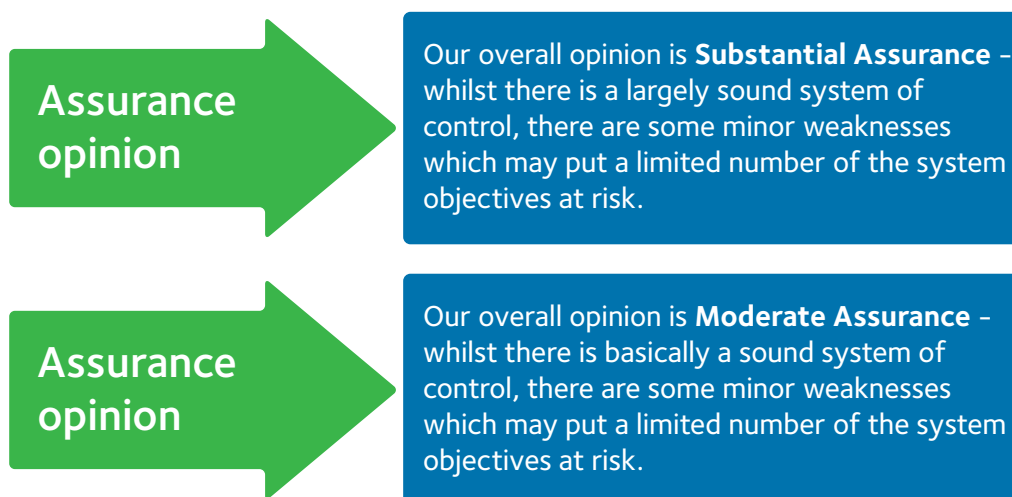 Assurance
opinion
Our overall opinion is Substantial Assurance –
whilst there is a largely sound system of
control, there are some minor weaknesses
which may put a limited number of the system
objectives at risk.
Assurance
opinion
Our overall opinion is Moderate Assurance –
whilst there is basically a sound system of
control, there are some minor weaknesses
which may put a limited number of the system
objectives at risk.